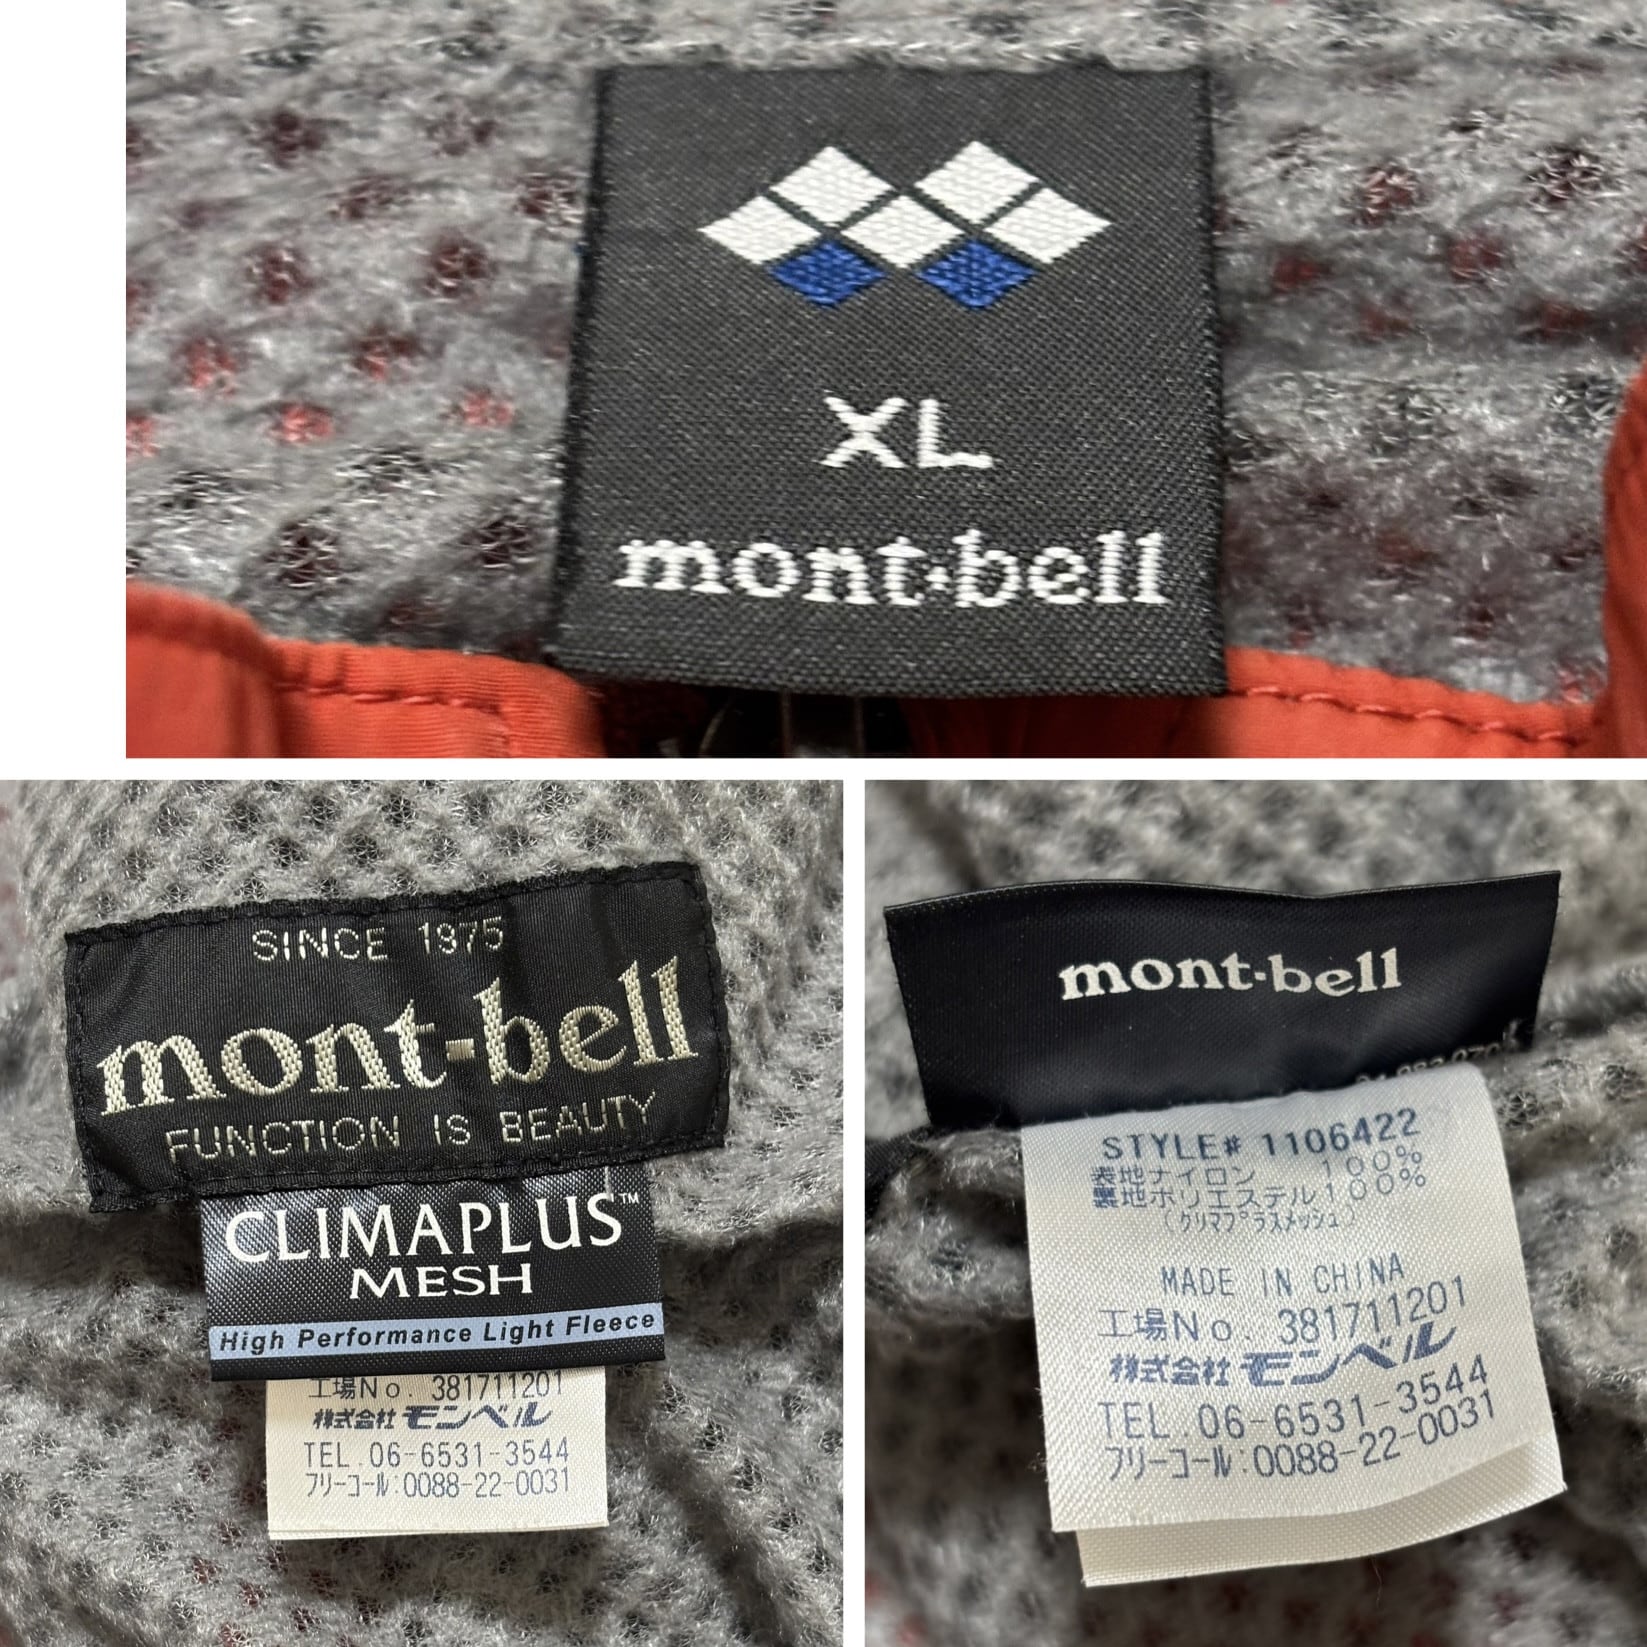 XL
mont-bell
SINCE 1975
mont-bell
FUNCTION IS BEAUTY
CLIMAPLUS™
MESH
High Performance Light Fleece
工場No. 381711201
株式会社 モンベル
TEL.06-6531-3544
フリーコール:0088-22-0031
mont-bell
STYLE# 1106422
表地ナイロン 100%
裏地ポリエステル100%
(クリマプラスメッシュ)
MADE IN CHINA
工場No. 381711201
株式会社 モンベル
TEL.06-6531-3544
フリーコール:0088-22-0031